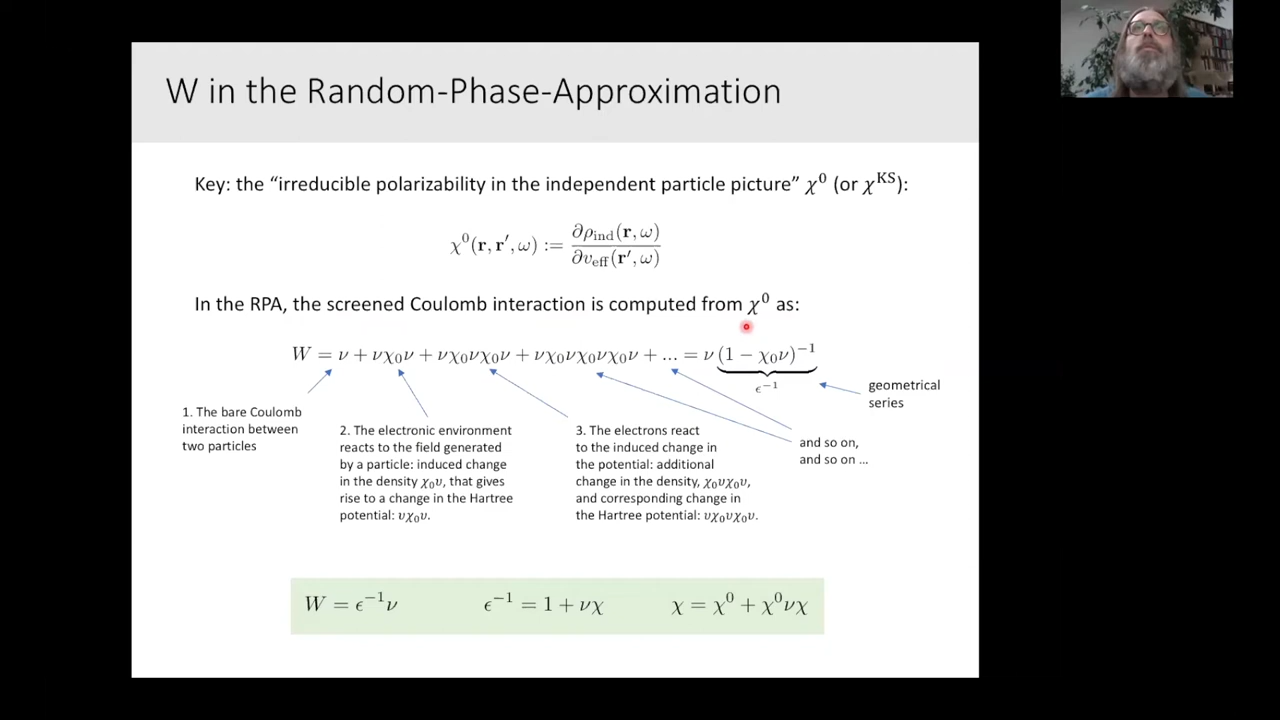 W in the Random-Phase-Approximation
Key: the “irreducible polarizability in the independent particle picture” χ⁰ (or χᴷˢ):
χ⁰(r, r′, ω) := ∂ρ_ind(r, ω) / ∂v_eff(r′, ω)
In the RPA, the screened Coulomb interaction is computed from χ⁰ as:
W = ν + νχ₀ν + νχ₀νχ₀ν + νχ₀νχ₀νχ₀ν + ... = ν (1 − χ₀ν)⁻¹
ϵ⁻¹
geometrical
series
1. The bare Coulomb
interaction between
two particles
2. The electronic environment
reacts to the field generated
by a particle: induced change
in the density χ₀υ, that gives
rise to a change in the Hartree
potential: υχ₀υ.
3. The electrons react
to the induced change in
the potential: additional
change in the density, χ₀υχ₀υ,
and corresponding change in
the Hartree potential: υχ₀υχ₀υ.
and so on,
and so on ...
W = ϵ⁻¹ν
ϵ⁻¹ = 1 + νχ
χ = χ⁰ + χ⁰νχ